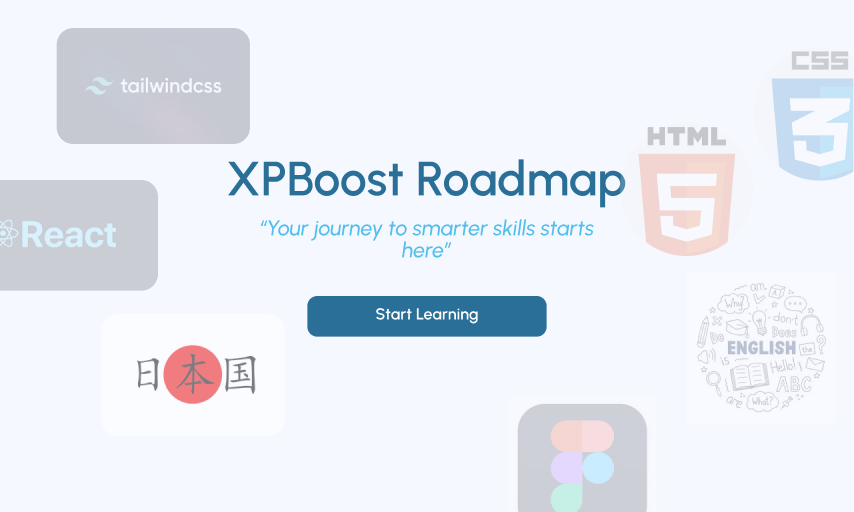 CSS
3
tailwindcss
HTML
5
XPBoost Roadmap
“Your journey to smarter skills starts
here”
React
Start Learning
日本国
am
Why?
don't
Does
Do
ENGLISH
the
is
Hello!
ABC
are
What?